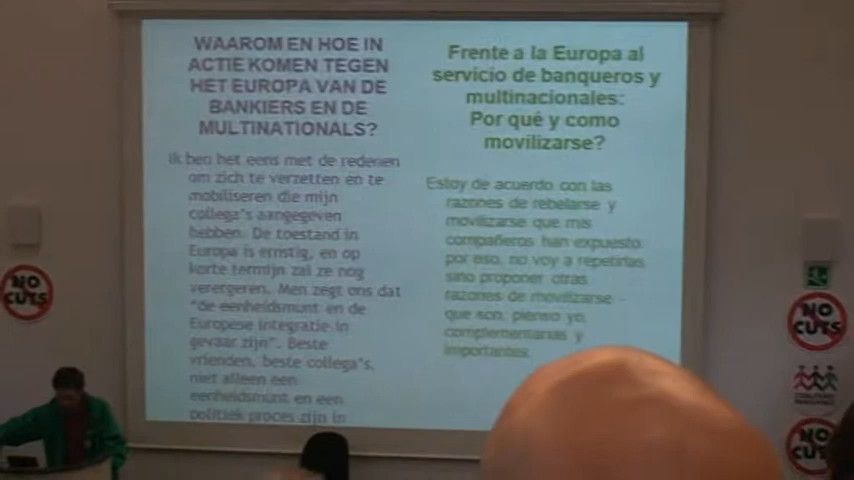 WAAROM EN HOE IN
ACTIE KOMEN TEGEN
HET EUROPA VAN DE
BANKIERS EN DE
MULTINATIONALS?
Ik ben het eens met de redenen
om zich te verzetten en te
mobiliseren die mijn
collega's aangegeven
hebben. De toestand in
Europa is ernstig, en op
korte termijn zal ze nog
verergeren. Men zegt ons dat
"de eenheidsmunt en de
Europese integratie in
gevaar zijn". Beste
vrienden, beste collega's,
niet alleen een
eenheidsmunt en een
politiek proces zijn in
Frente a la Europa al
servicio de banqueros y
multinacionales:
Por qué y como
movilizarse?
Estoy de acuerdo con las
razones de rebelarse y
movilizarse que mis
compañeros han expuesto,
por eso, no voy a repetirlas
sino proponer otras
razones de movilizarse -
que son, pienso yo,
complementarias y
importantes.
NO
CUTS
NO
CUTS
NO
CUTS